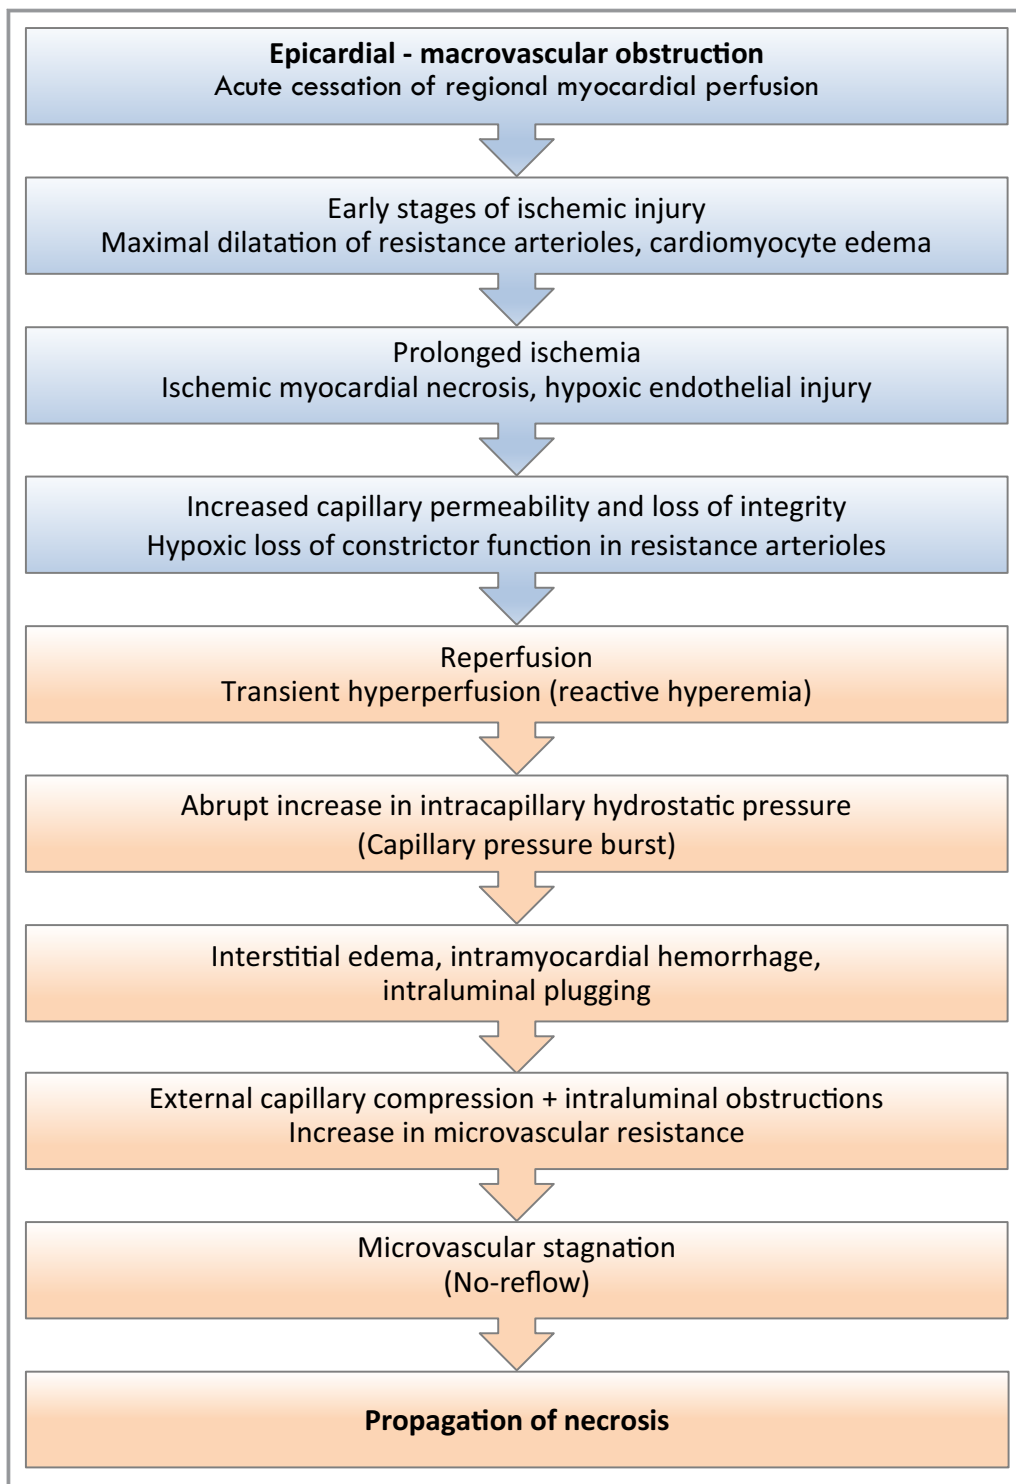 Epicardial - macrovascular obstruction
Acute cessation of regional myocardial perfusion
Early stages of ischemic injury
Maximal dilatation of resistance arterioles, cardiomyocyte edema
Prolonged ischemia
Ischemic myocardial necrosis, hypoxic endothelial injury
Increased capillary permeability and loss of integrity
Hypoxic loss of constrictor function in resistance arterioles
Reperfusion
Transient hyperperfusion (reactive hyperemia)
Abrupt increase in intracapillary hydrostatic pressure
(Capillary pressure burst)
Interstitial edema, intramyocardial hemorrhage,
intraluminal plugging
External capillary compression + intraluminal obstructions
Increase in microvascular resistance
Microvascular stagnation
(No-reflow)
Propagation of necrosis